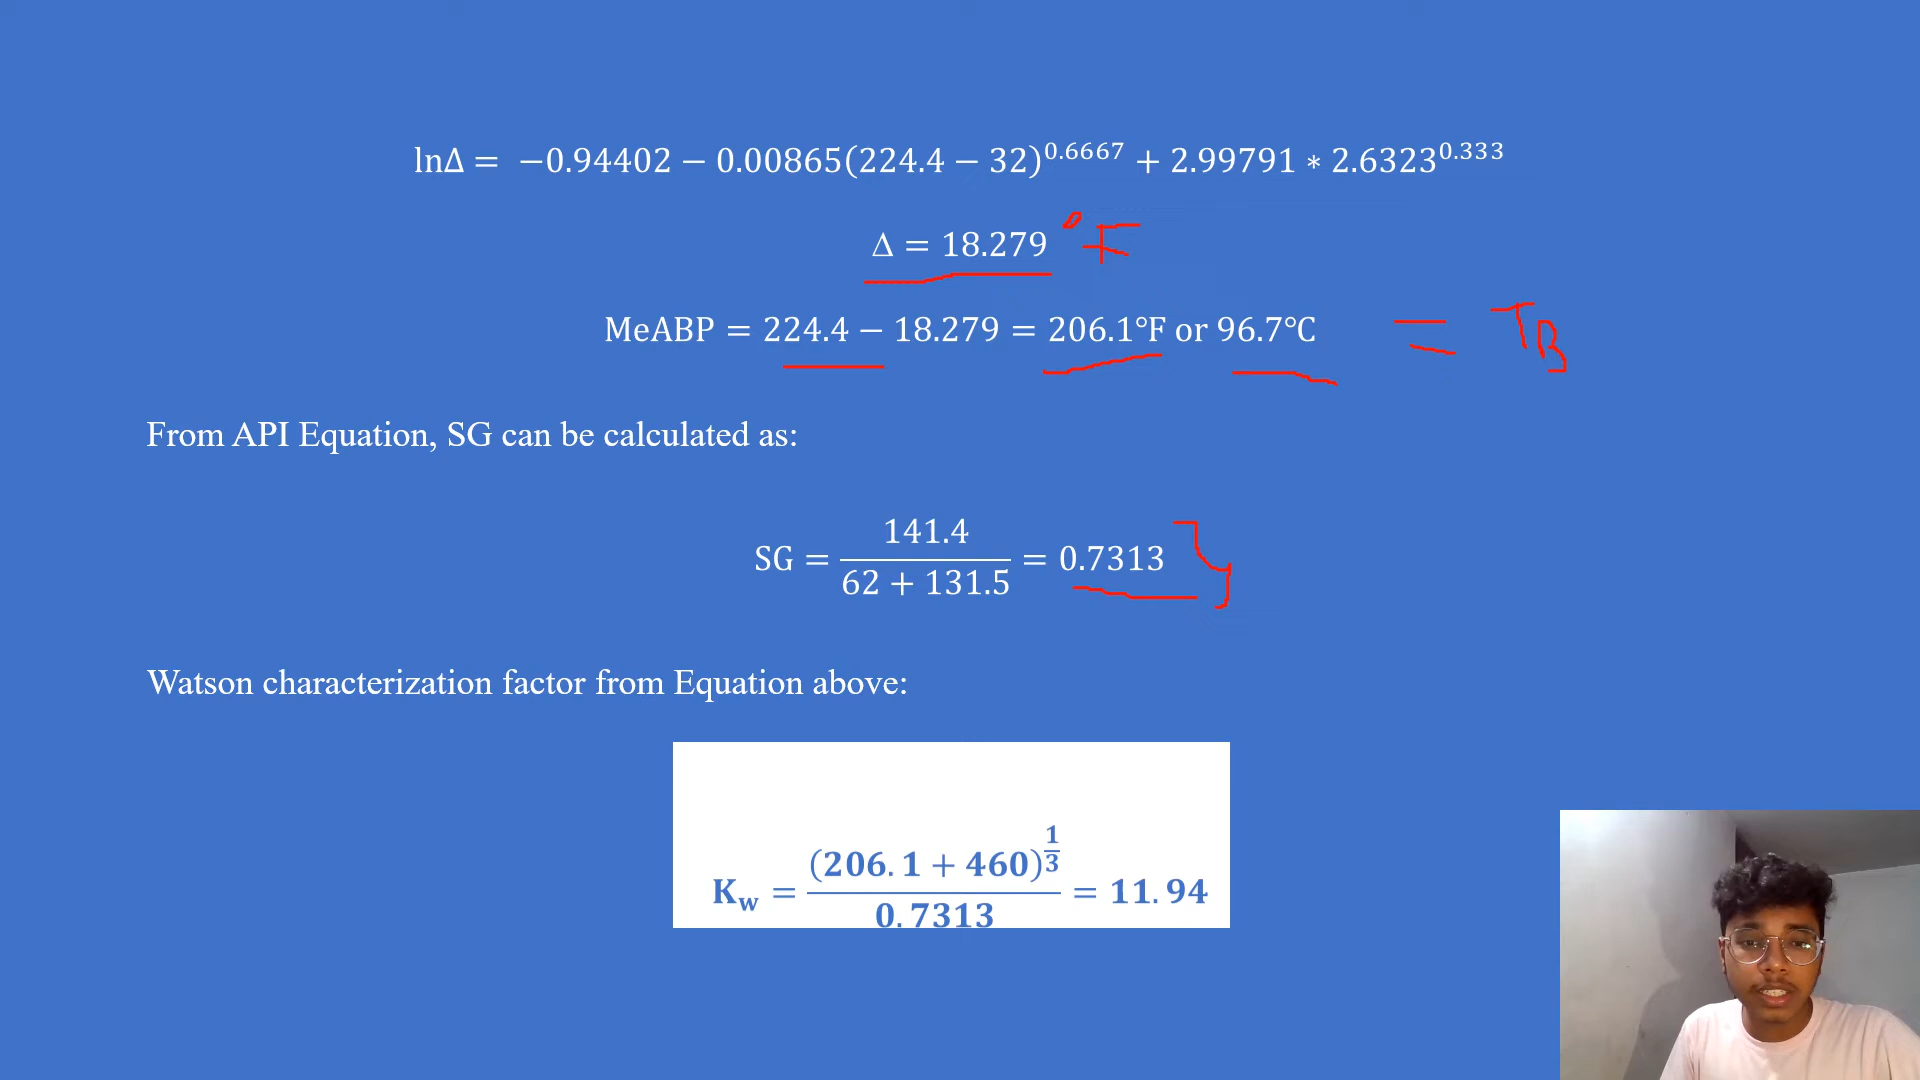 lnΔ = −0.94402 − 0.00865(224.4 − 32)^0.6667 + 2.99791 ∗ 2.6323^0.333
Δ = 18.279 °F
MeABP = 224.4 − 18.279 = 206.1°F or 96.7°C = T_B
From API Equation, SG can be calculated as:
SG = 141.4 / (62 + 131.5) = 0.7313
Watson characterization factor from Equation above:
K_w = (206.1 + 460)^(1/3) / 0.7313 = 11.94